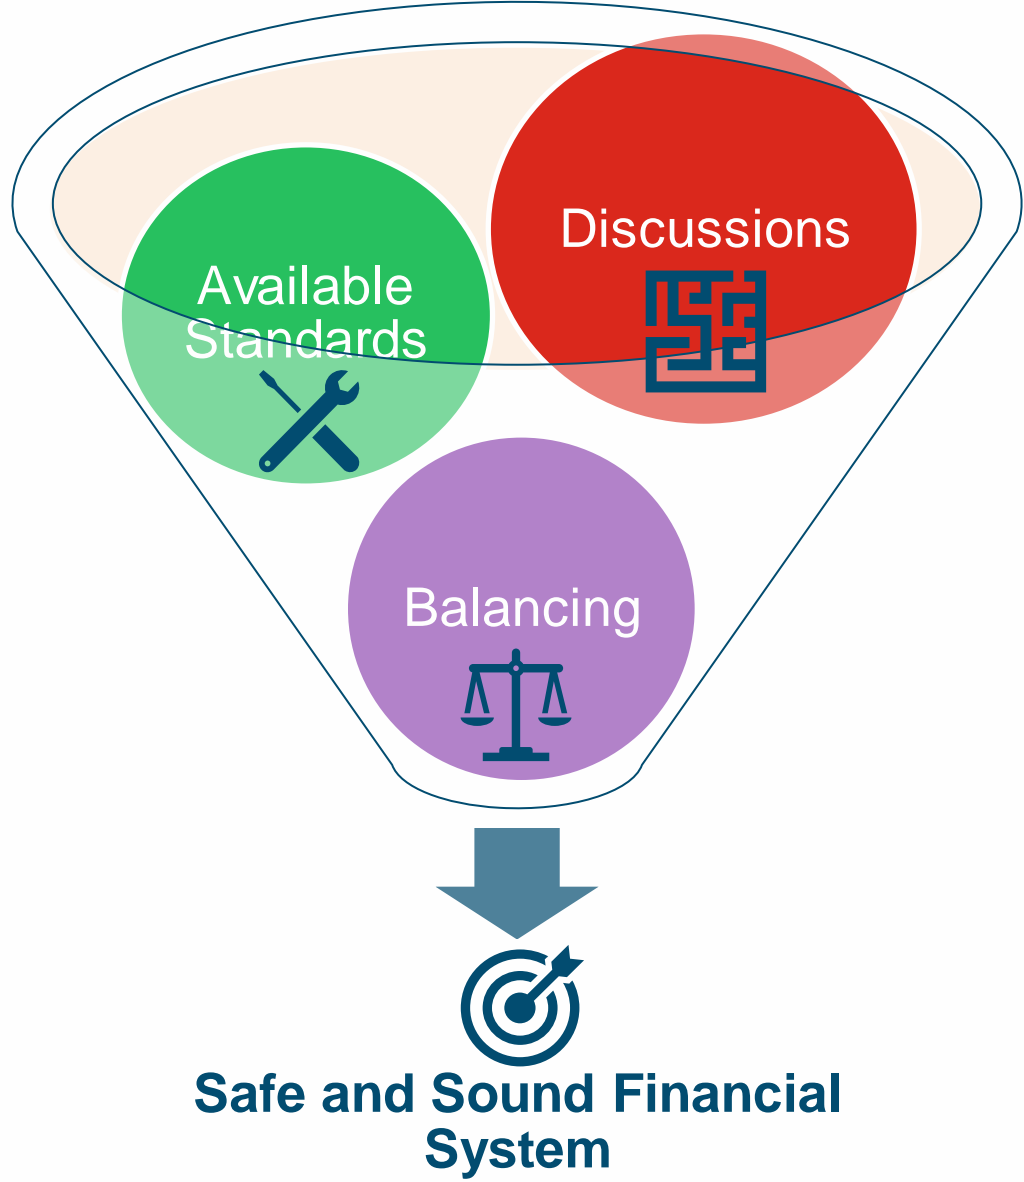 Discussions
Available
Standards
Balancing
Safe and Sound Financial
System